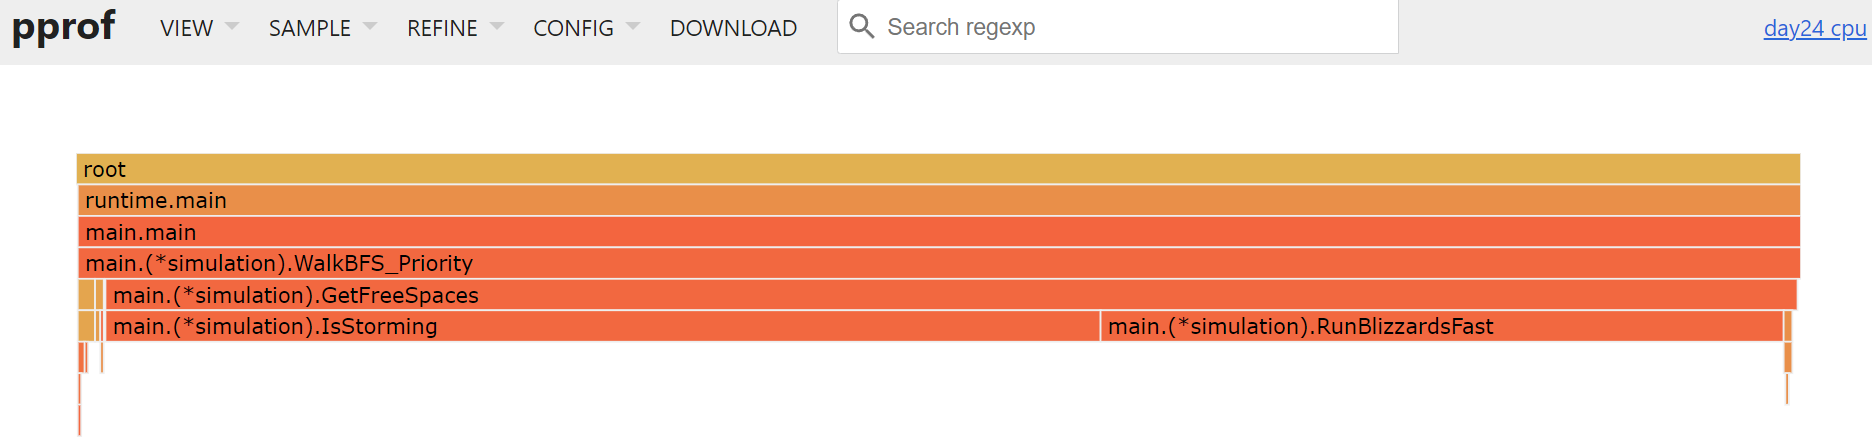 pprof VIEW SAMPLE REFINE CONFIG DOWNLOAD Search regexp day24 cpu
root
runtime.main
main.main
main.(*simulation).WalkBFS_Priority
main.(*simulation).GetFreeSpaces
main.(*simulation).IsStorming main.(*simulation).RunBlizzardsFast